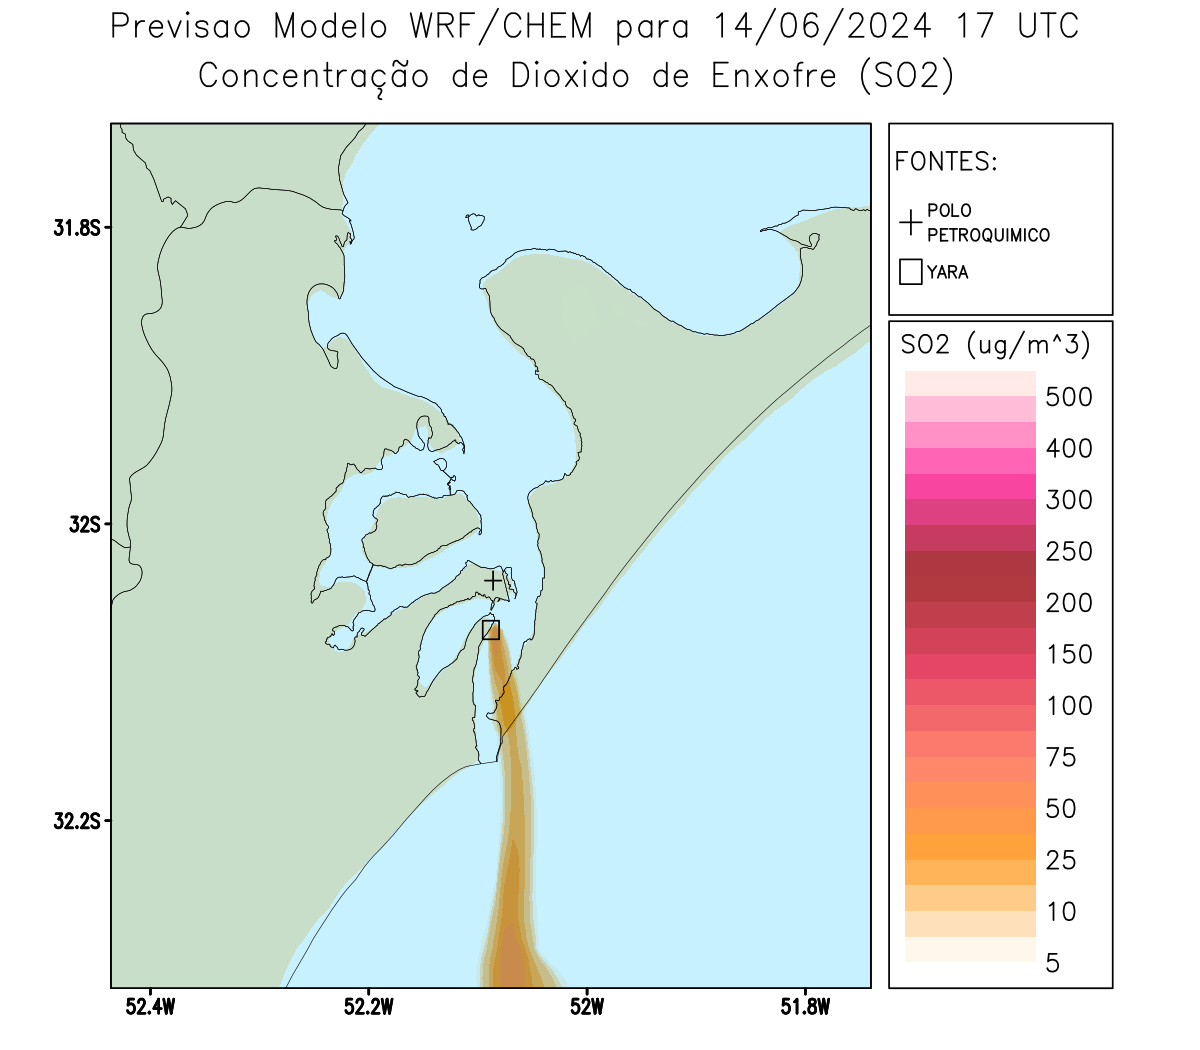 Previsao Modelo WRF/CHEM para 14/06/2024 17 UTC
Concentração de Dioxido de Enxofre (SO2)
FONTES:
POLO
PETROQUIMICO
YARA
31.8S
32S
32.2S
52.4W
52.2W
52W
51.8W
SO2 (ug/m^3)
500
400
300
250
200
150
100
75
50
25
10
5